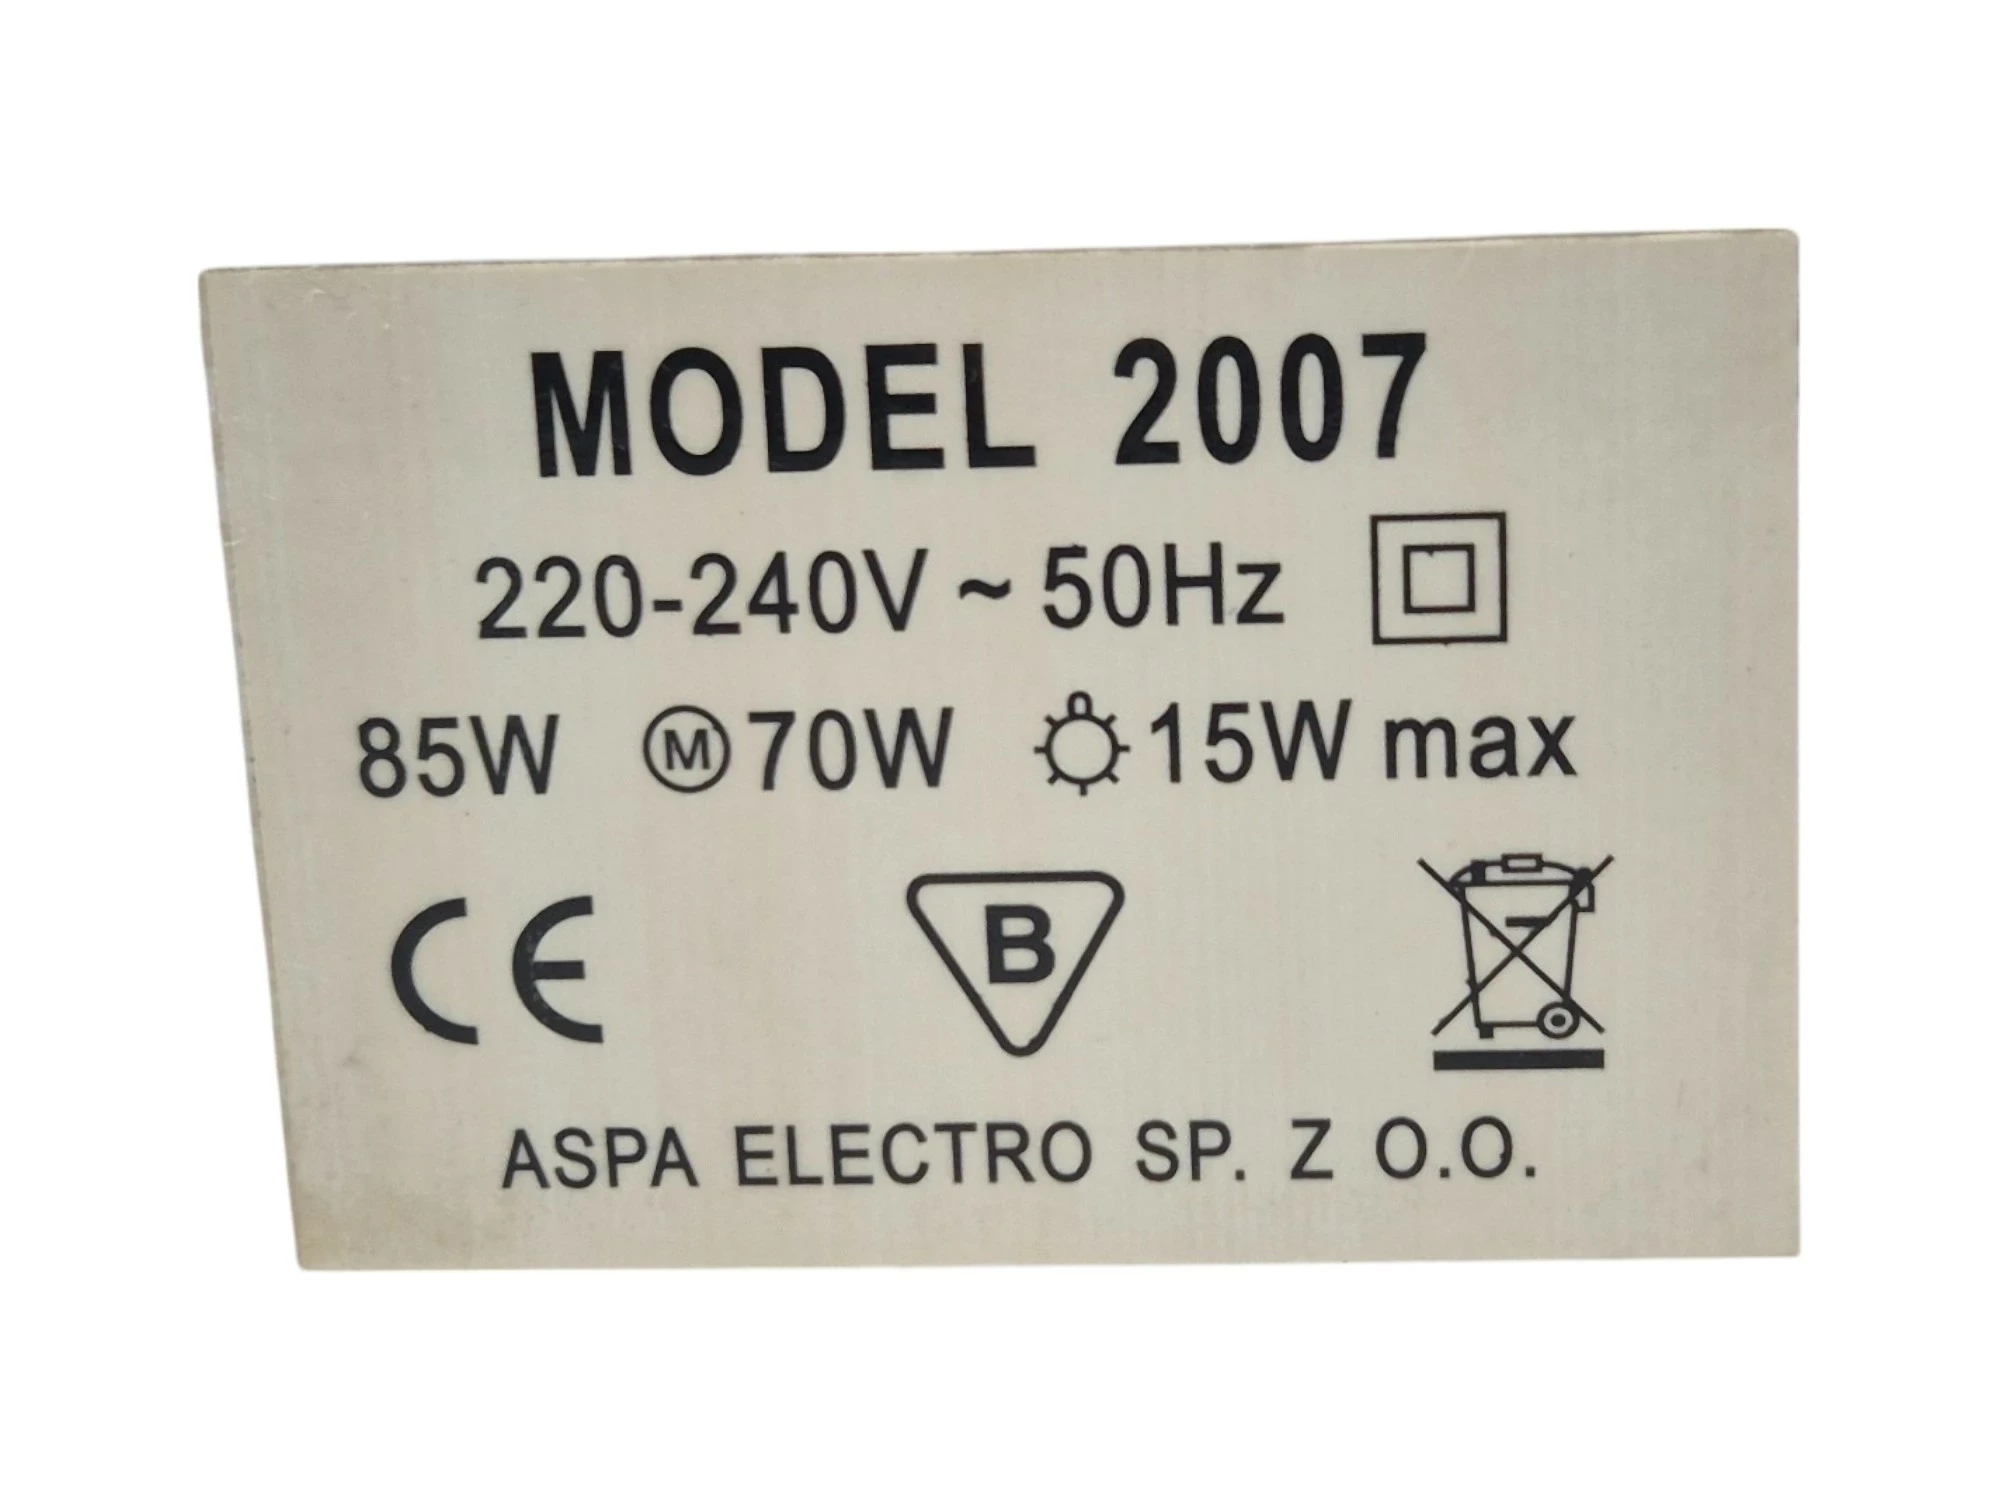 MODEL 2007
220-240V ~ 50Hz
85W M 70W 15W max
CE B
ASPA ELECTRO SP. Z O.O.